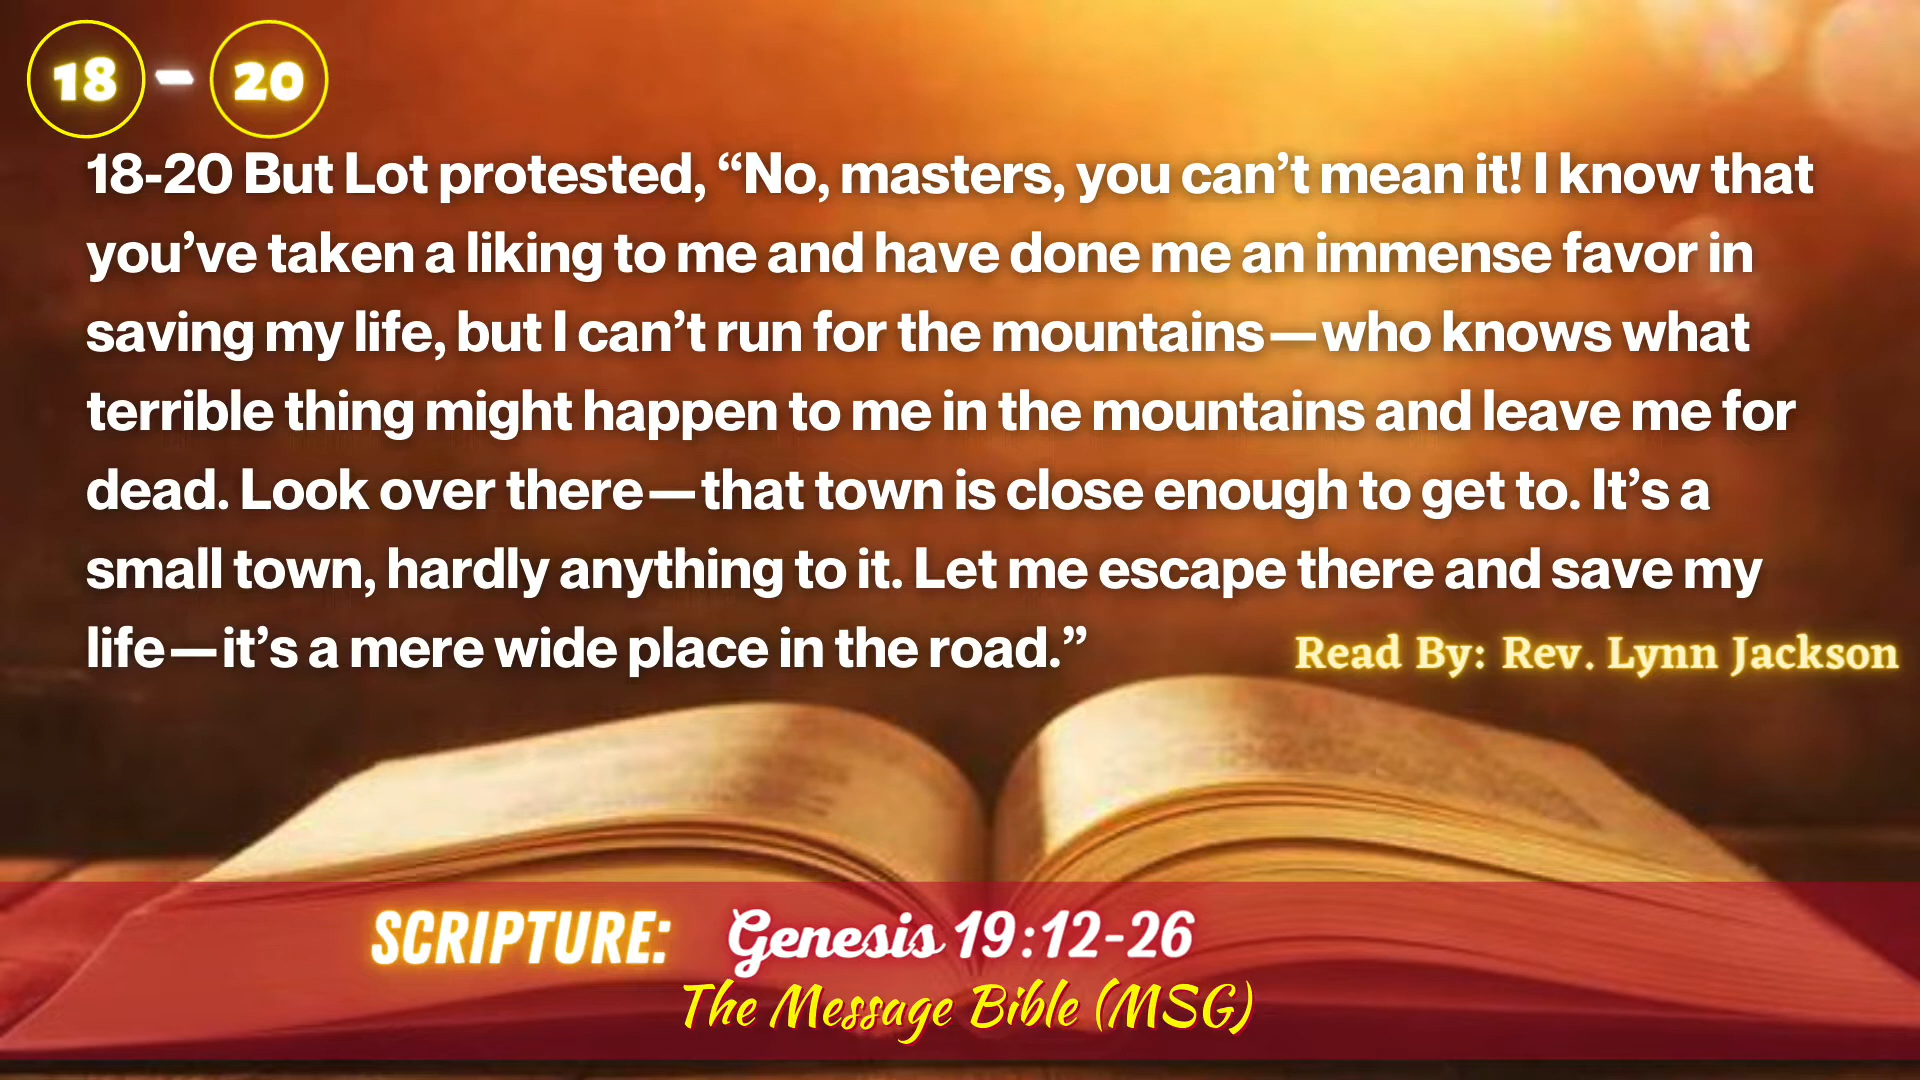 18 - 20
18-20 But Lot protested, “No, masters, you can’t mean it! I know that
you’ve taken a liking to me and have done me an immense favor in
saving my life, but I can’t run for the mountains—who knows what
terrible thing might happen to me in the mountains and leave me for
dead. Look over there—that town is close enough to get to. It’s a
small town, hardly anything to it. Let me escape there and save my
life—it’s a mere wide place in the road.”
Read By: Rev. Lynn Jackson
SCRIPTURE: Genesis 19:12-26
The Message Bible (MSG)